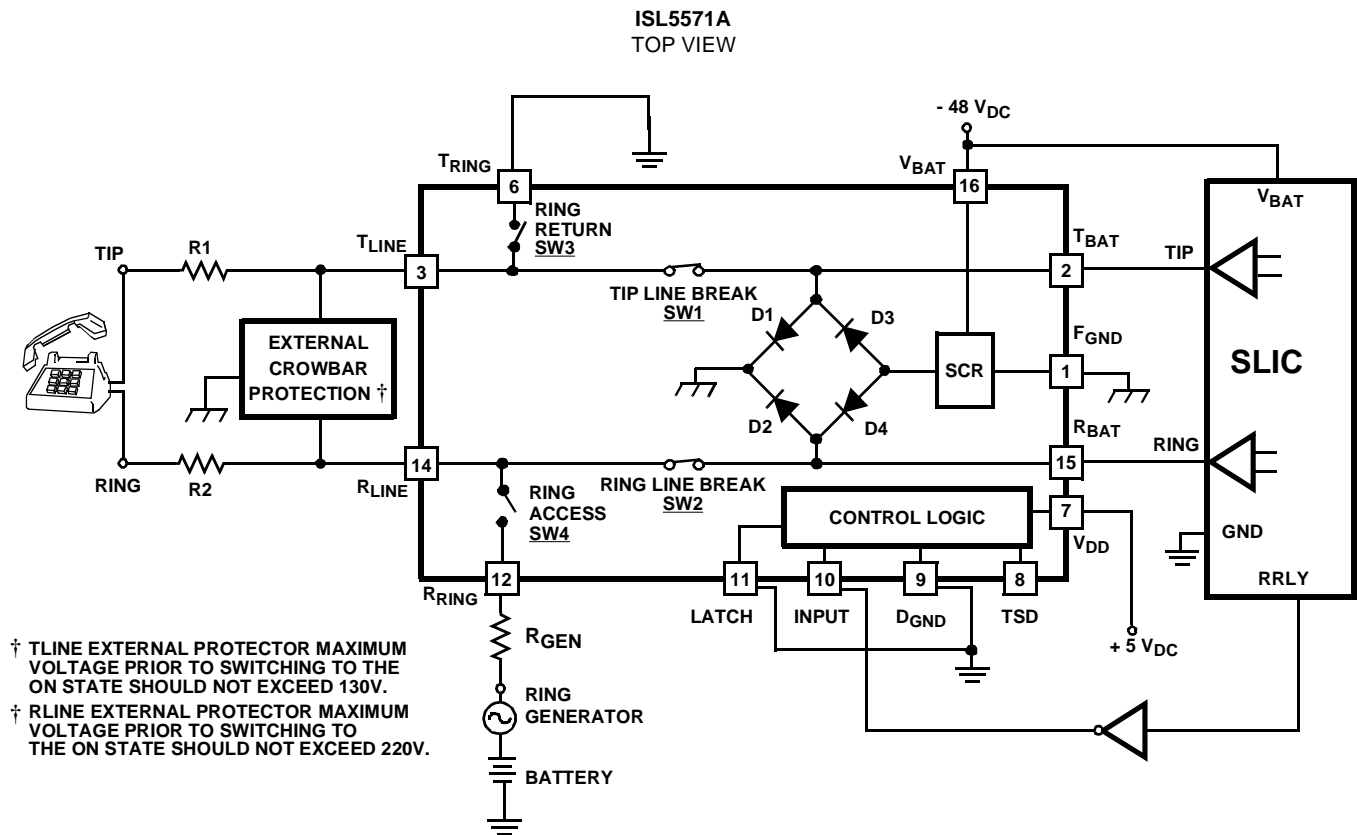 ISL5571A
TOP VIEW
- 48 VDC
TRING
6
VBAT
16
RING
RETURN
SW3
VBAT
TIP
R1
TLINE
3
TBAT
2
TIP
TIP LINE BREAK
SW1
D1
D3
EXTERNAL
CROWBAR
PROTECTION †
SCR
FGND
1
SLIC
D2
D4
RBAT
15
RING
14
RING
R2
RLINE
RING
ACCESS
SW4
RING LINE BREAK
SW2
CONTROL LOGIC
7
VDD
GND
12
11
10
9
8
RRLY
RRING
LATCH
INPUT
DGND
TSD
RGEN
+ 5 VDC
RING
GENERATOR
BATTERY
† TLINE EXTERNAL PROTECTOR MAXIMUM
VOLTAGE PRIOR TO SWITCHING TO THE
ON STATE SHOULD NOT EXCEED 130V.
† RLINE EXTERNAL PROTECTOR MAXIMUM
VOLTAGE PRIOR TO SWITCHING TO
THE ON STATE SHOULD NOT EXCEED 220V.